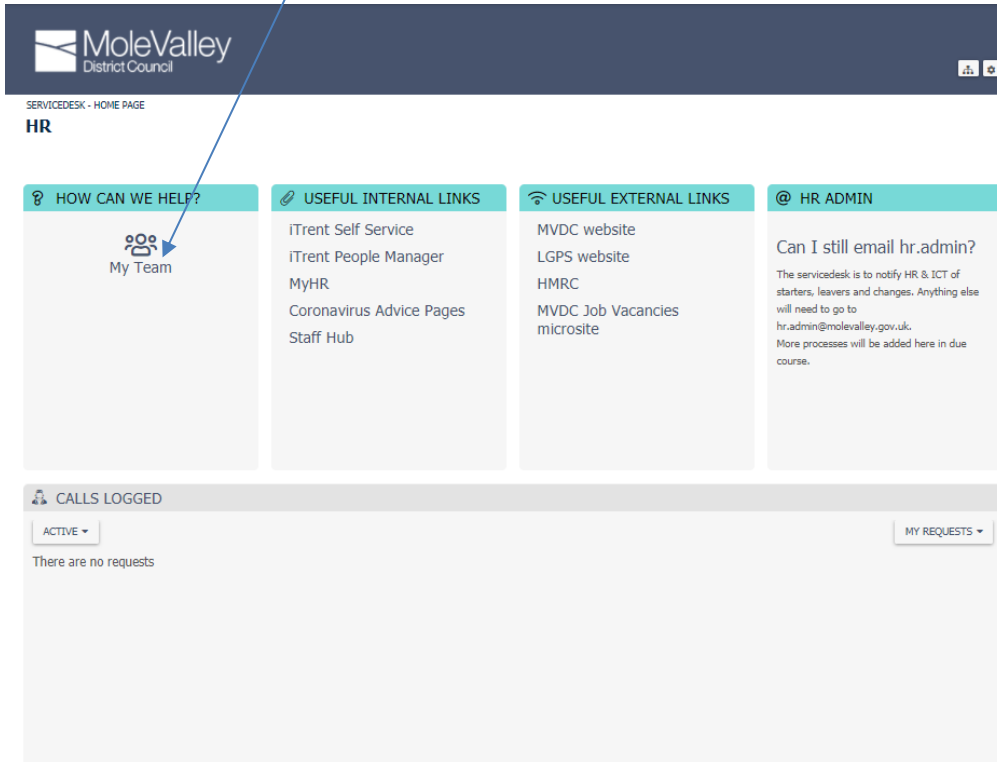 MoleValley
District Council
SERVICEDESK - HOME PAGE
HR
HOW CAN WE HELP?
My Team
USEFUL INTERNAL LINKS
iTrent Self Service
iTrent People Manager
MyHR
Coronavirus Advice Pages
Staff Hub
USEFUL EXTERNAL LINKS
MVDC website
LGPS website
HMRC
MVDC Job Vacancies
microsite
@ HR ADMIN
Can I still email hr.admin?
The servicedesk is to notify HR & ICT of
starters, leavers and changes. Anything else
will need to go to
hr.admin@molevalley.gov.uk.
More processes will be added here in due
course.
CALLS LOGGED
ACTIVE
MY REQUESTS
There are no requests